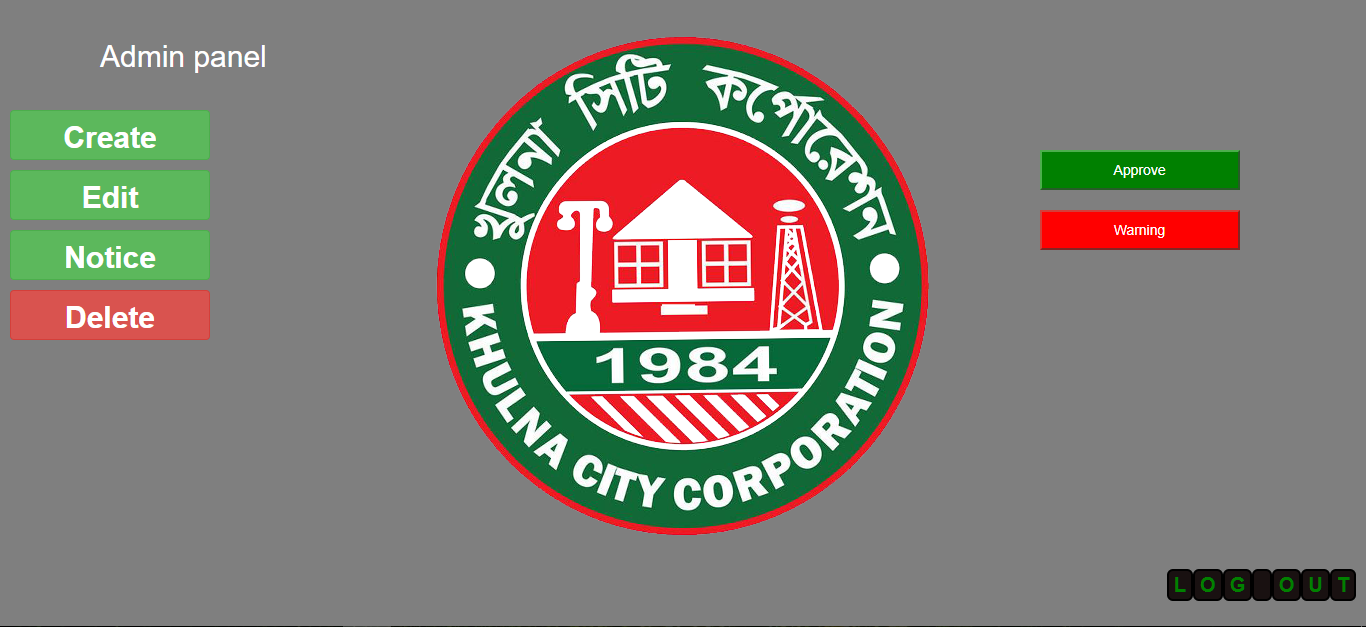 Admin panel
Create
Edit
Notice
Delete
খুলনা সিটি কর্পোরেশন
1984
KHULNA CITY CORPORATION
Approve
Warning
LOG OUT